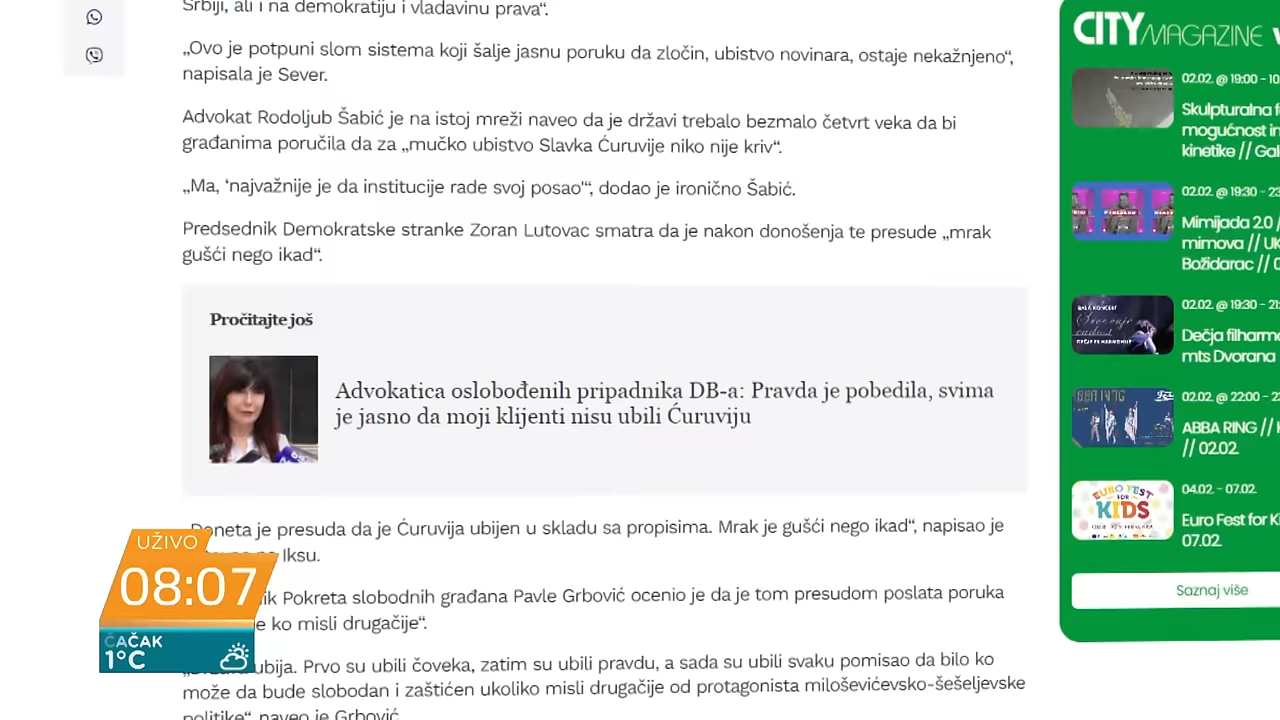 Srbiji, ali i na demokratiju i vladavinu prava“.
„Ovo je potpuni slom sistema koji šalje jasnu poruku da zločin, ubistvo novinara, ostaje nekažnjeno“,
napisala je Sever.
Advokat Rodoljub Šabić je na istoj mreži naveo da je državi trebalo bezmalo četvrt veka da bi
građanima poručila da za „mučko ubistvo Slavka Ćuruvije niko nije kriv“.
„Ma, ‘najvažnije je da institucije rade svoj posao’“, dodao je ironično Šabić.
Predsednik Demokratske stranke Zoran Lutovac smatra da je nakon donošenja te presude „mrak
gušći nego ikad“.
Pročitajte još
Advokatica oslobođenih pripadnika DB-a: Pravda je pobedila, svima
je jasno da moji klijenti nisu ubili Ćuruviju
Doneta je presuda da je Ćuruvija ubijen u skladu sa propisima. Mrak je gušći nego ikad“, napisao je
Iksu.
Pokreta slobodnih građana Pavle Grbović ocenio je da je tom presudom poslata poruka
ko misli drugačije“.
ubija. Prvo su ubili čoveka, zatim su ubili pravdu, a sada su ubili svaku pomisao da bilo ko
može da bude slobodan i zaštićen ukoliko misli drugačije od protagonista miloševićevsko-šešeljevske
politike“, naveo je Grbović.
UŽIVO
08:07
ČAČAK
1°C
CITY MAGAZINE
02.02. @ 19:00 - 10
Skulpturalna
mogućnost
kinetike //
02.02. @ 19:30 - 23
Mimijada 2.0 /
mimova //
Božidarac //
02.02. @ 19:30 - 21:
Dečja
mts Dvorana
02.02. @ 22:00 -
ABBA RING //
// 02.02.
04.02. - 07.02.
EURO FEST
FOR
KIDS
Euro Fest for
07.02.
Saznaj više